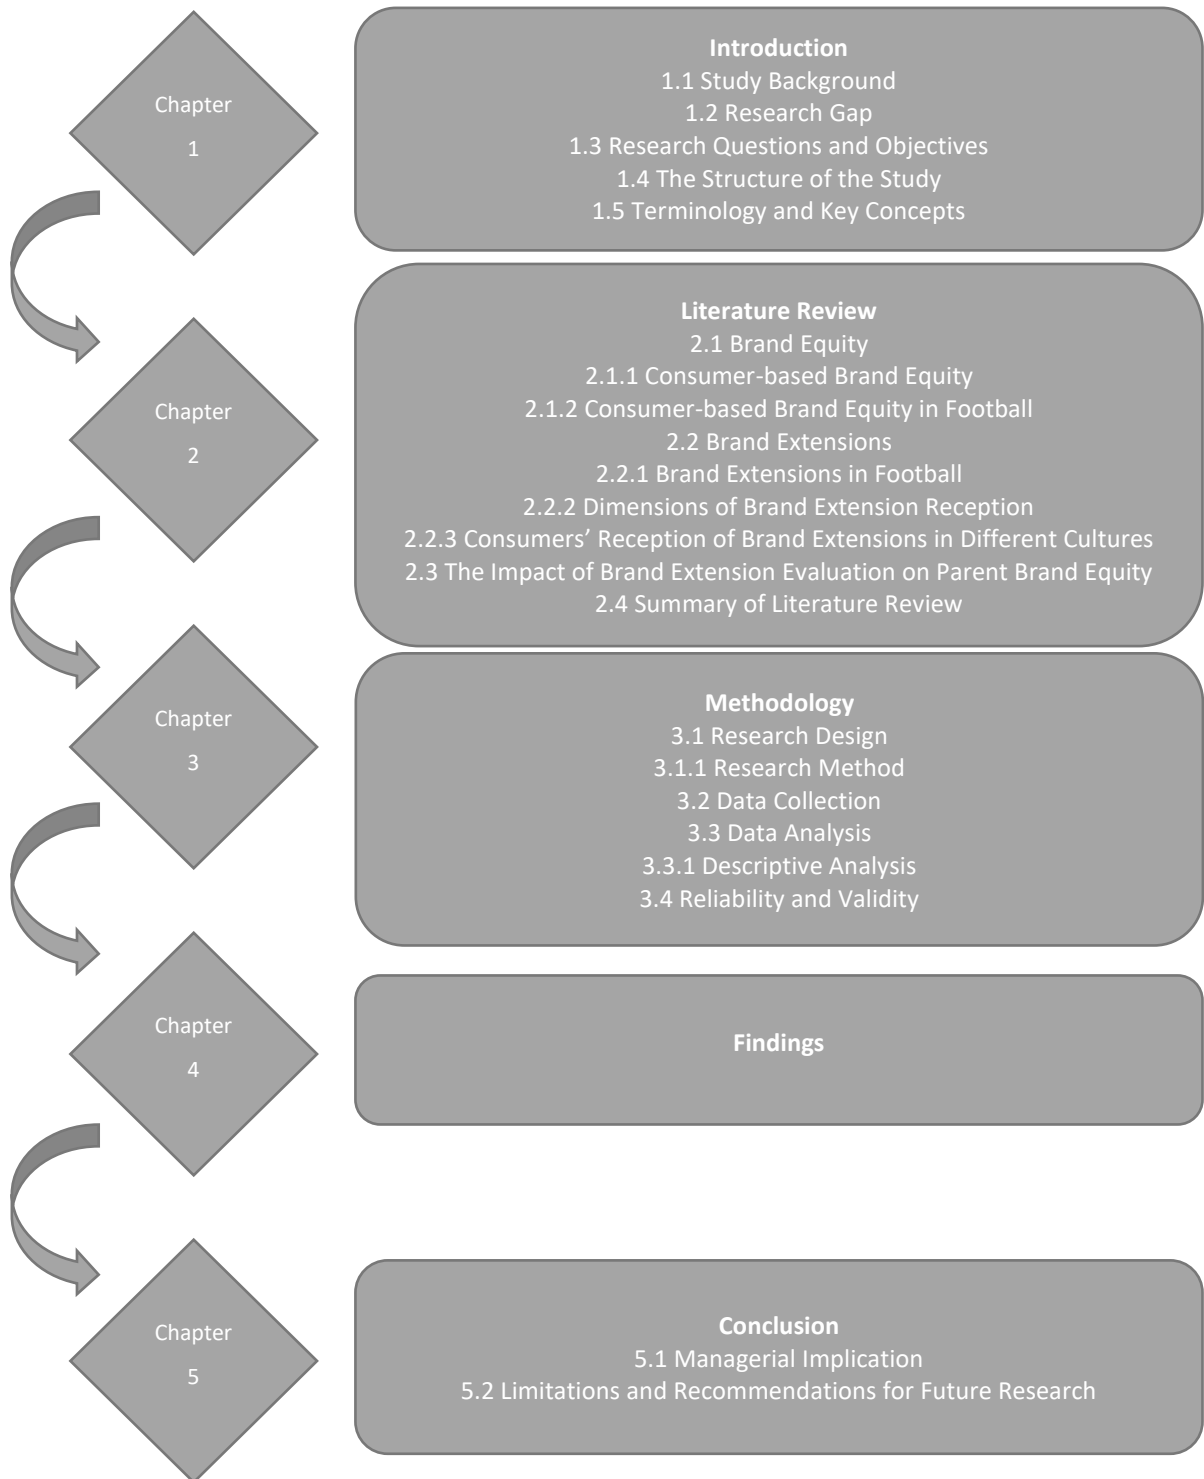 Chapter
1
Introduction
1.1 Study Background
1.2 Research Gap
1.3 Research Questions and Objectives
1.4 The Structure of the Study
1.5 Terminology and Key Concepts
Chapter
2
Literature Review
2.1 Brand Equity
2.1.1 Consumer-based Brand Equity
2.1.2 Consumer-based Brand Equity in Football
2.2 Brand Extensions
2.2.1 Brand Extensions in Football
2.2.2 Dimensions of Brand Extension Reception
2.2.3 Consumers’ Reception of Brand Extensions in Different Cultures
2.3 The Impact of Brand Extension Evaluation on Parent Brand Equity
2.4 Summary of Literature Review
Chapter
3
Methodology
3.1 Research Design
3.1.1 Research Method
3.2 Data Collection
3.3 Data Analysis
3.3.1 Descriptive Analysis
3.4 Reliability and Validity
Chapter
4
Findings
Chapter
5
Conclusion
5.1 Managerial Implication
5.2 Limitations and Recommendations for Future Research